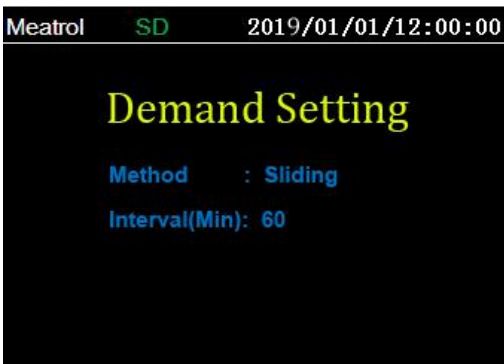 Meatrol SD 2019/01/01/12:00:00
Demand Setting
Method : Sliding
Interval(Min): 60